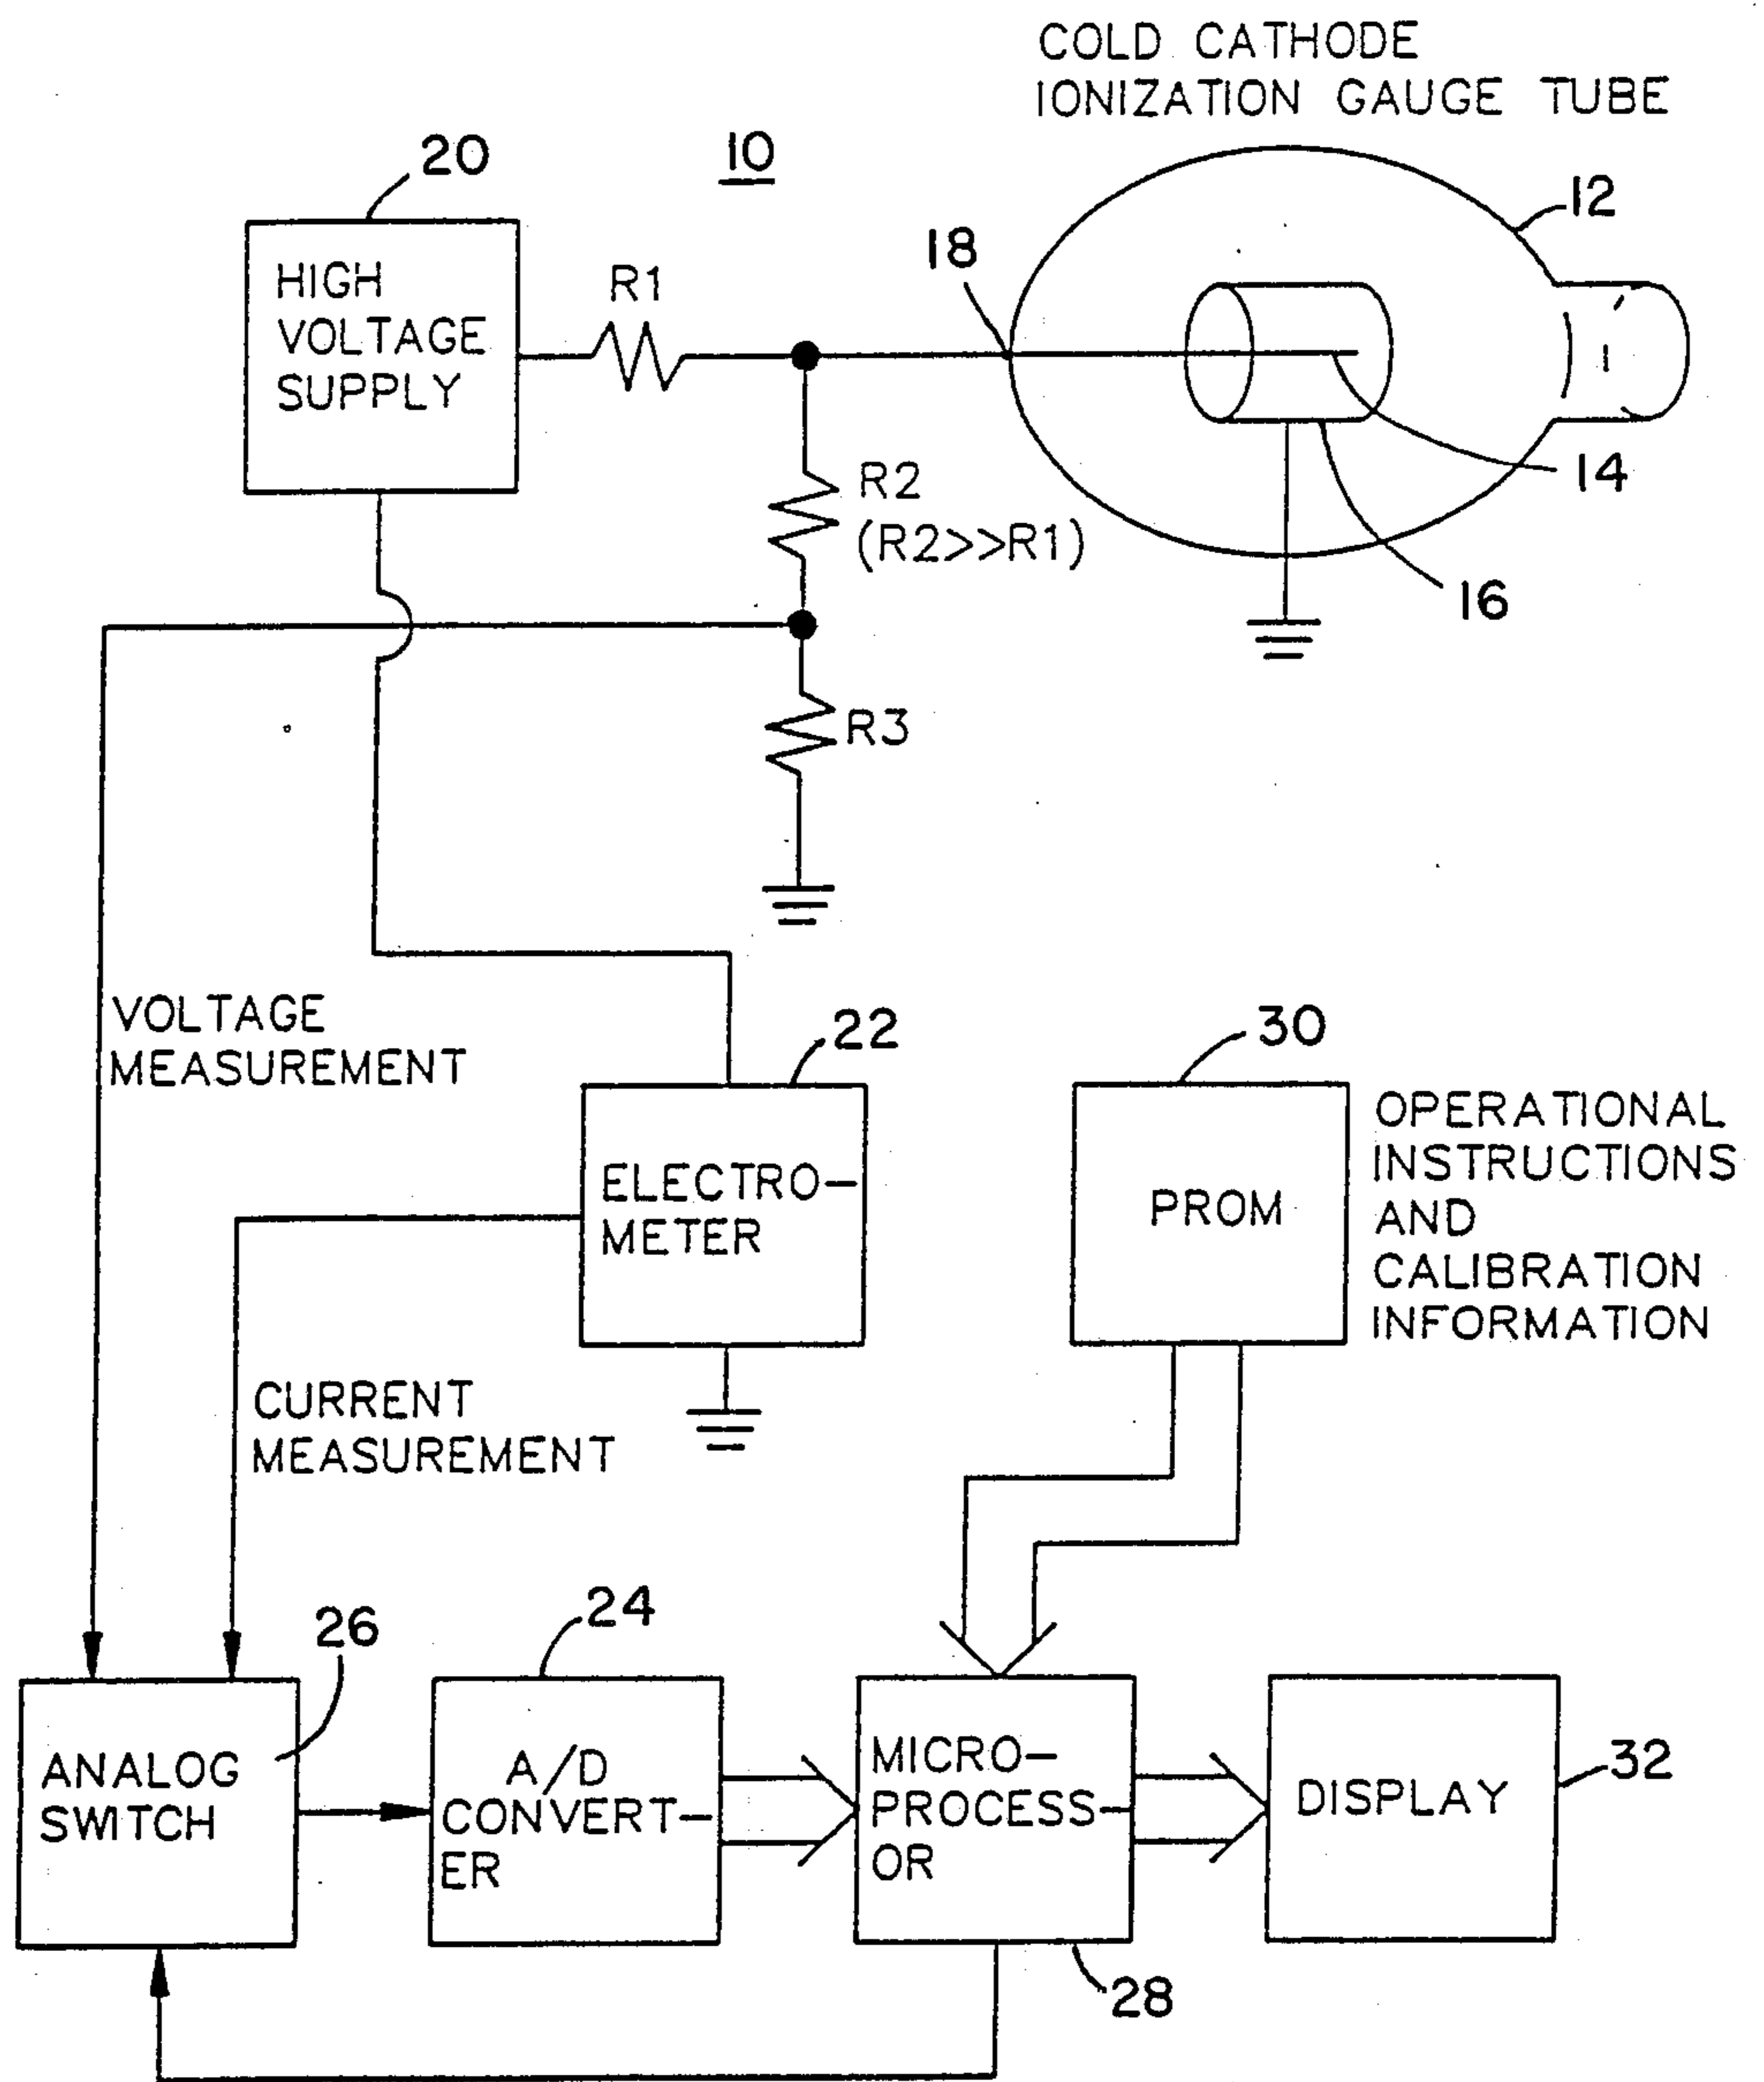 COLD CATHODE
IONIZATION GAUGE TUBE
20
10
12
18
HIGH
VOLTAGE
SUPPLY
R1
14
R2
(R2>>R1)
16
R3
VOLTAGE
MEASUREMENT
22
30
ELECTRO-
METER
PROM
OPERATIONAL
INSTRUCTIONS
AND
CALIBRATION
INFORMATION
CURRENT
MEASUREMENT
26
24
ANALOG
SWITCH
A/D
CONVERT-
ER
MICRO-
PROCESS-
OR
DISPLAY
32
28